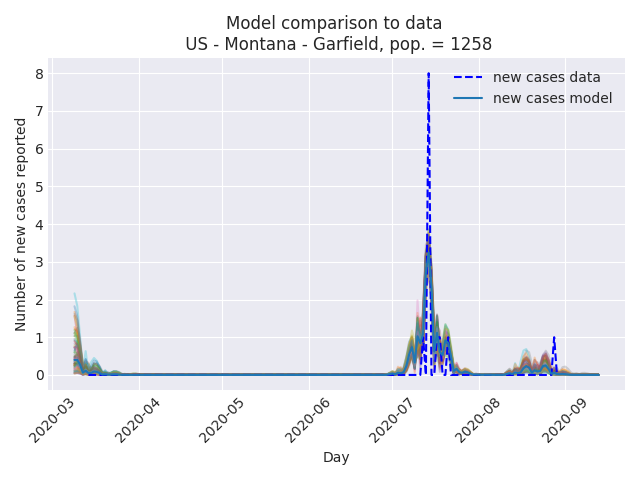 Model comparison to data
US - Montana - Garfield, pop. = 1258
new cases data
new cases model
Number of new cases reported
8
7
6
5
4
3
2
1
0
2020-03
2020-04
2020-05
2020-06
2020-07
2020-08
2020-09
Day